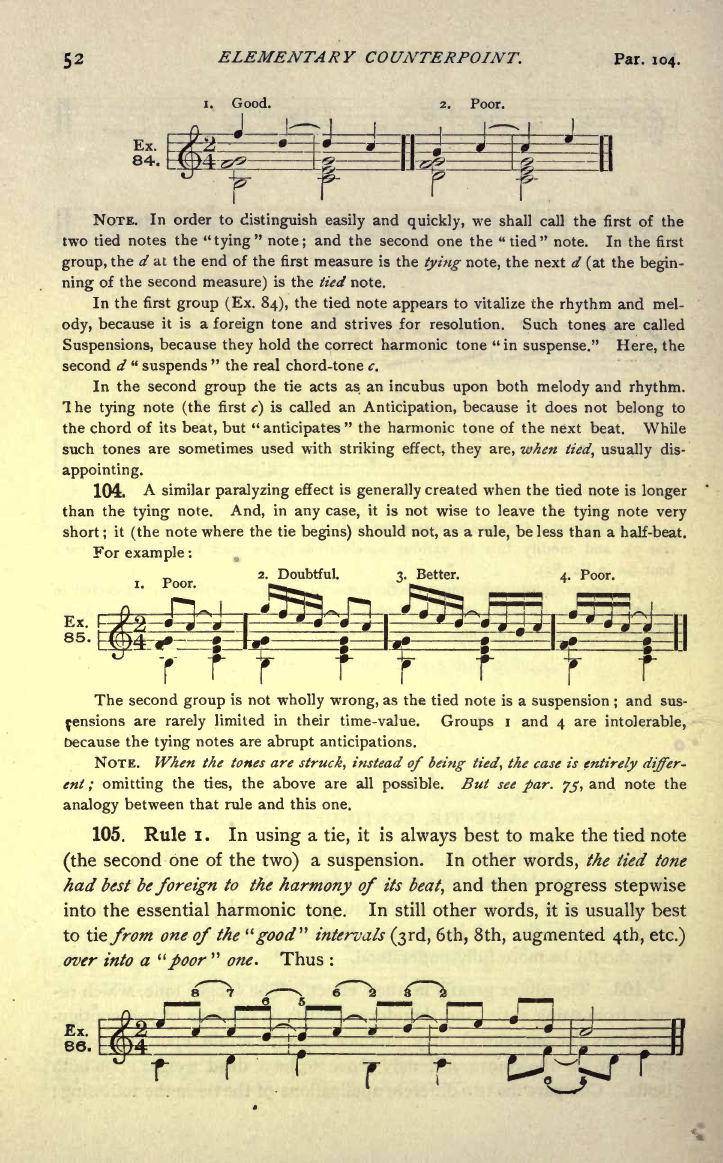 52 ELEMENTARY COUNTERPOINT. Par. 104.
1. Good. 2. Poor.
Ex.
84.
NOTE. In order to distinguish easily and quickly, we shall call the first of the
two tied notes the "tying" note; and the second one the "tied" note. In the first
group, the d at the end of the first measure is the tying note, the next d (at the begin-
ning of the second measure) is the tied note.
In the first group (Ex. 84), the tied note appears to vitalize the rhythm and mel-
ody, because it is a foreign tone and strives for resolution. Such tones are called
Suspensions, because they hold the correct harmonic tone "in suspense." Here, the
second d "suspends" the real chord-tone c.
In the second group the tie acts as an incubus upon both melody and rhythm.
The tying note (the first c) is called an Anticipation, because it does not belong to
the chord of its beat, but "anticipates" the harmonic tone of the next beat. While
such tones are sometimes used with striking effect, they are, when tied, usually dis-
appointing.
104. A similar paralyzing effect is generally created when the tied note is longer
than the tying note. And, in any case, it is not wise to leave the tying note very
short; it (the note where the tie begins) should not, as a rule, be less than a half-beat.
For example:
1. Poor. 2. Doubtful. 3. Better. 4. Poor.
Ex.
85.
The second group is not wholly wrong, as the tied note is a suspension; and sus-
pensions are rarely limited in their time-value. Groups 1 and 4 are intolerable,
because the tying notes are abrupt anticipations.
NOTE. When the tones are struck, instead of being tied, the case is entirely differ-
ent; omitting the ties, the above are all possible. But see par. 75, and note the
analogy between that rule and this one.
105. Rule 1. In using a tie, it is always best to make the tied note
(the second one of the two) a suspension. In other words, the tied tone
had best be foreign to the harmony of its beat, and then progress stepwise
into the essential harmonic tone. In still other words, it is usually best
to tie from one of the "good" intervals (3rd, 6th, 8th, augmented 4th, etc.)
over into a "poor" one. Thus:
8 7 6 5 6 2 3 2
Ex.
86.
6 5